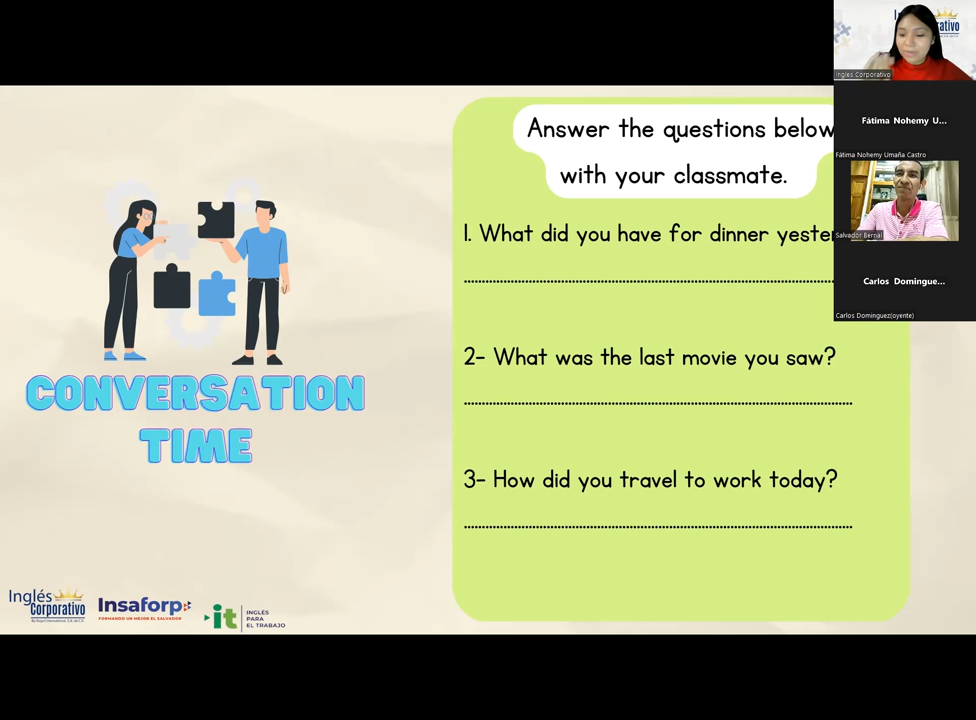 Answer the questions below
with your classmate.
1. What did you have for dinner
2- What was the last movie you saw?
3- How did you travel to work today?
CONVERSATION
TIME
Inglés
Corporativo
Insaforp
FORMANDO UN MEJOR EL SALVADOR
it
INGLÉS
PARA
EL TRABAJO
Inglés Corporativo
Fátima Nohemy U...
Fátima Nohemy Umaña Castro
Salvador Bernal
Carlos Domingue...
Carlos Dominguez(oyente)